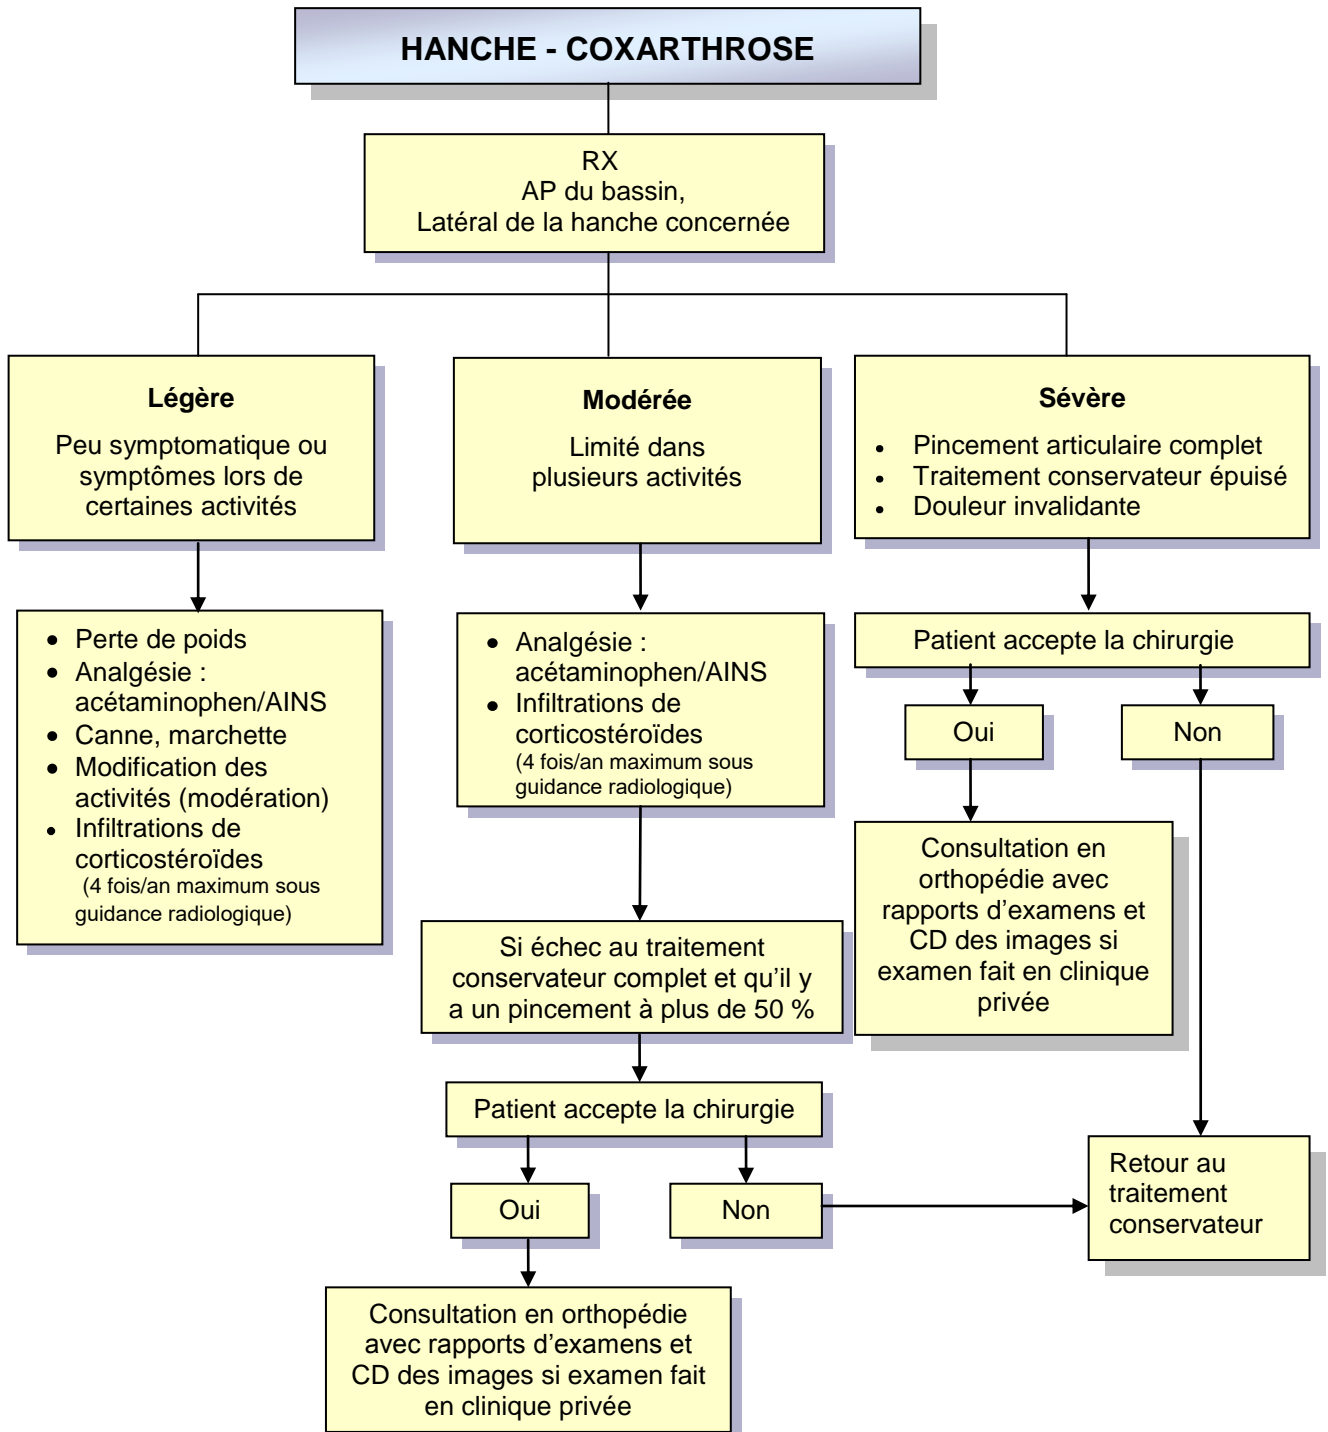 HANCHE - COXARTHROSE
RX
AP du bassin,
Latéral de la hanche concernée
Légère
Peu symptomatique ou
symptômes lors de
certaines activités
Modérée
Limité dans
plusieurs activités
Sévère
• Pincement articulaire complet
• Traitement conservateur épuisé
• Douleur invalidante
• Perte de poids
• Analgésie :
acétaminophen/AINS
• Canne, marchette
• Modification des
activités (modération)
• Infiltrations de
corticostéroïdes
(4 fois/an maximum sous
guidance radiologique)
• Analgésie :
acétaminophen/AINS
• Infiltrations de
corticostéroïdes
(4 fois/an maximum sous
guidance radiologique)
Patient accepte la chirurgie
Oui
Non
Consultation en
orthopédie avec
rapports d’examens et
CD des images si
examen fait en clinique
privée
Si échec au traitement
conservateur complet et qu’il y
a un pincement à plus de 50 %
Patient accepte la chirurgie
Oui
Non
Retour au
traitement
conservateur
Consultation en orthopédie
avec rapports d’examens et
CD des images si examen fait
en clinique privée